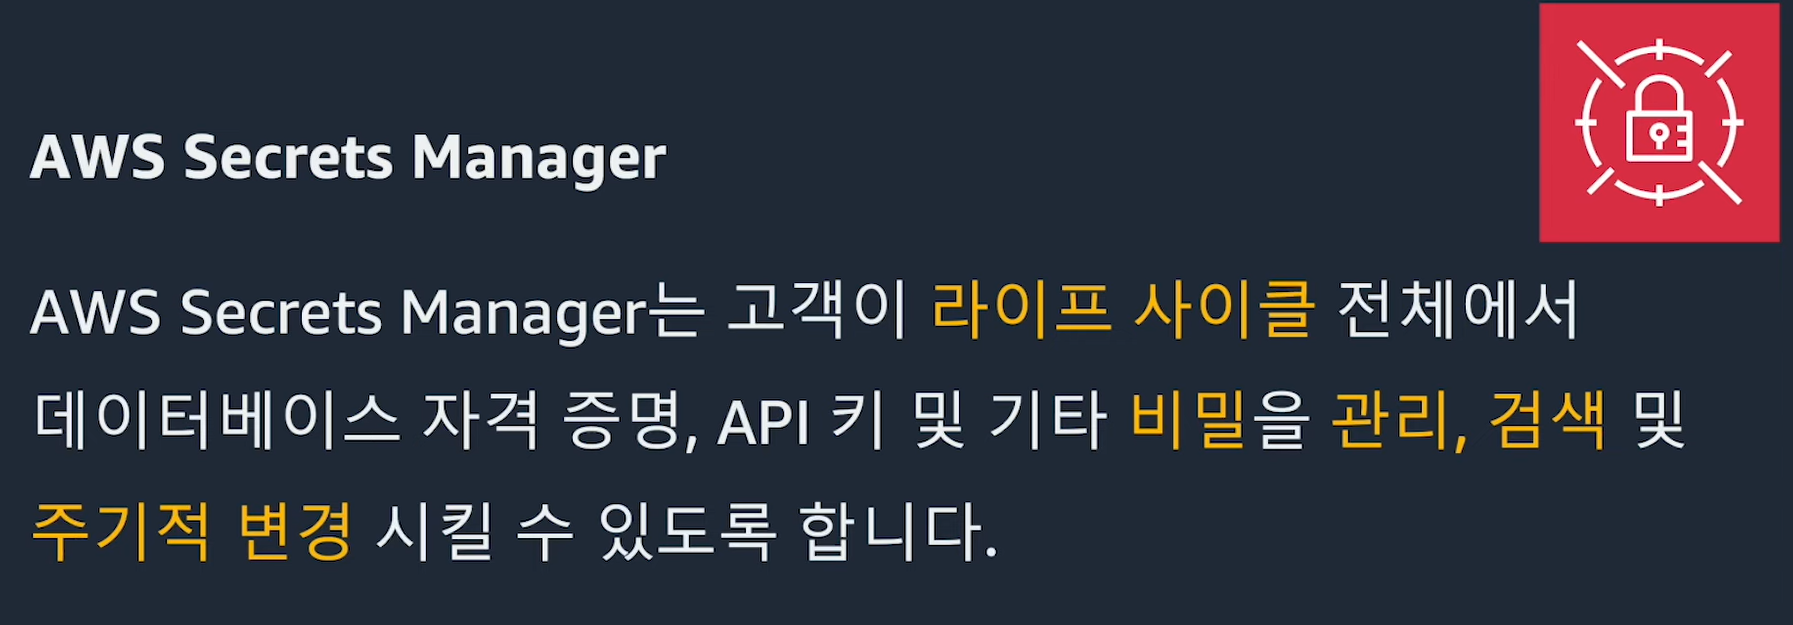 AWS Secrets Manager
AWS Secrets Manager는 고객이 라이프 사이클 전체에서
데이터베이스 자격 증명, API 키 및 기타 비밀을 관리, 검색 및
주기적 변경 시킬 수 있도록 합니다.